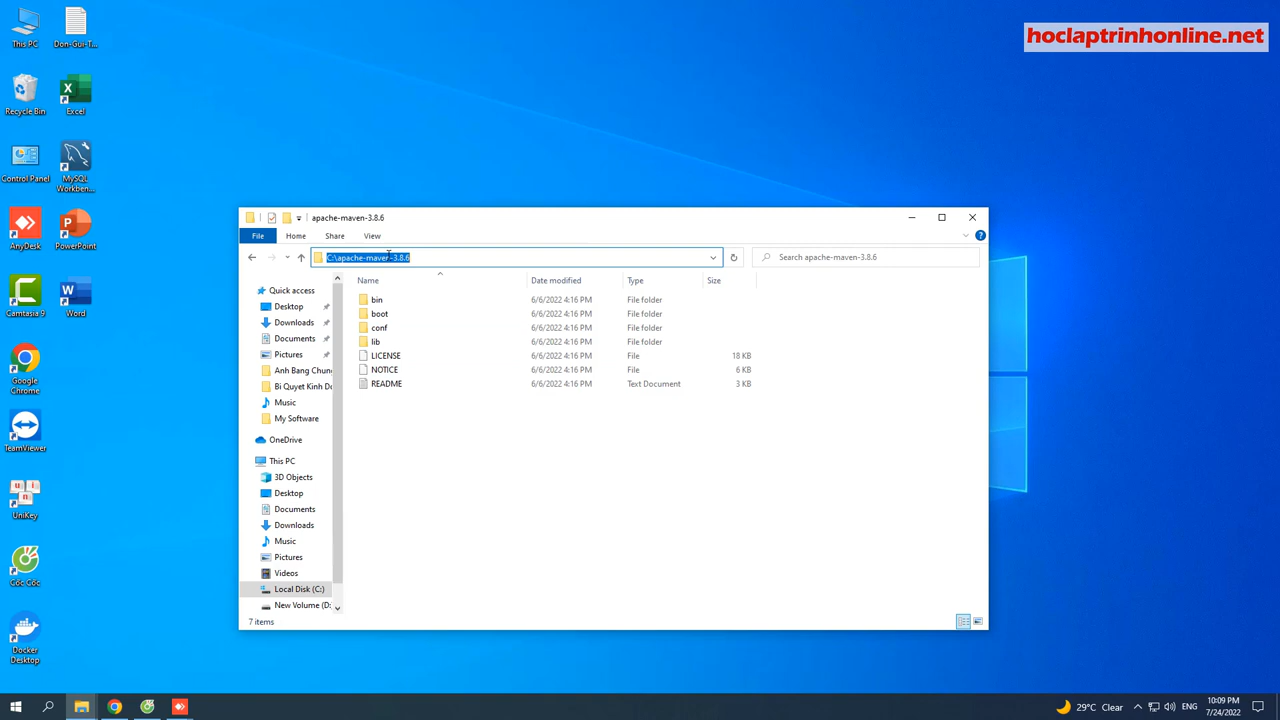 This PC
Don-Gui-T...
hoclaptrinhonline.net
Recycle Bin
Excel
Control Panel
MySQL
Workben...
AnyDesk
PowerPoint
Camtasia 9
Word
Google
Chrome
TeamViewer
UniKey
Cốc Cốc
Docker
Desktop
apache-maven-3.8.6
File
Home
Share
View
C:\apache-maven-3.8.6
Search apache-maven-3.8.6
Name
Date modified
Type
Size
Quick access
Desktop
Downloads
Documents
Pictures
Anh Bang Chun
Bi Quyet Kinh Do
Music
My Software
OneDrive
This PC
3D Objects
Desktop
Documents
Downloads
Music
Pictures
Videos
Local Disk (C:)
New Volume (D:
bin 6/6/2022 4:16 PM File folder
boot 6/6/2022 4:16 PM File folder
conf 6/6/2022 4:16 PM File folder
lib 6/6/2022 4:16 PM File folder
LICENSE 6/6/2022 4:16 PM File 18 KB
NOTICE 6/6/2022 4:16 PM File 6 KB
README 6/6/2022 4:16 PM Text Document 3 KB
7 items
29°C Clear
ENG
10:09 PM
7/24/2022